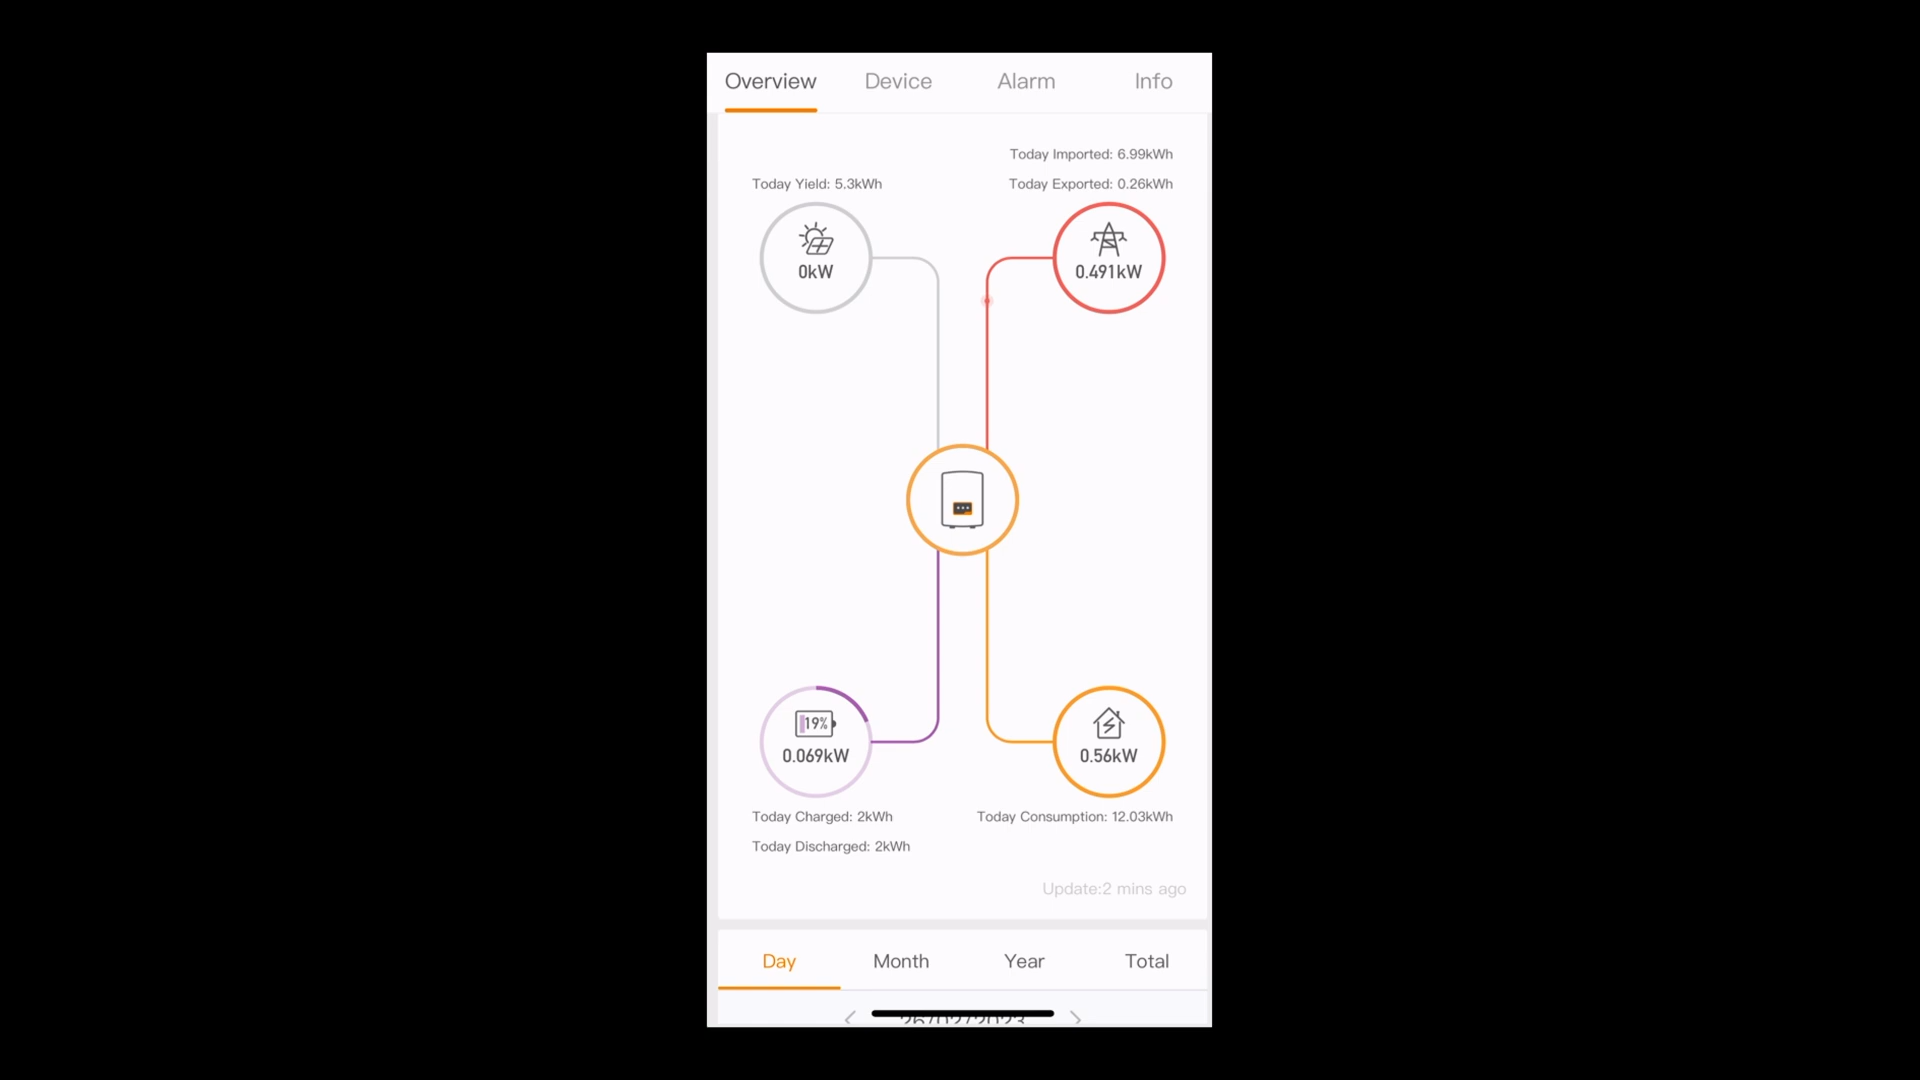 Overview Device Alarm Info
Today Imported: 6.99kWh
Today Yield: 5.3kWh Today Exported: 0.26kWh
0kW 0.491kW
19%
0.069kW 0.56kW
Today Charged: 2kWh Today Consumption: 12.03kWh
Today Discharged: 2kWh
Update:2 mins ago
Day Month Year Total